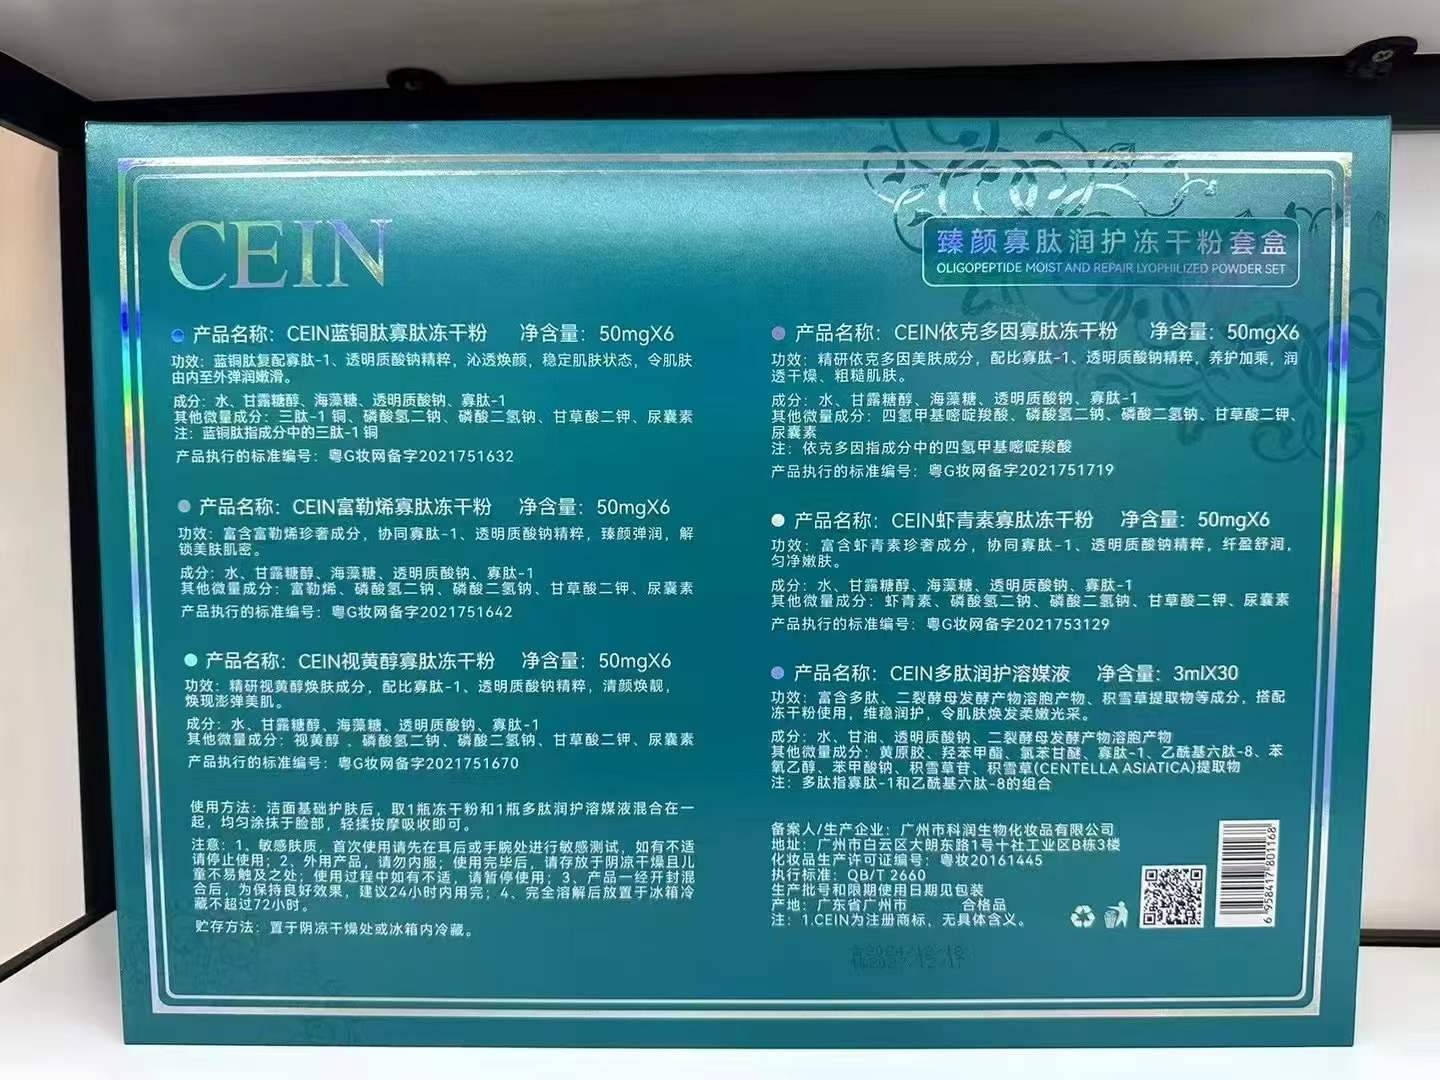 CEIN
臻颜寡肽润护冻干粉套盒
OLIGOPEPTIDE MOIST AND REPAIR LYOPHILIZED POWDER SET
产品名称：CEIN蓝铜肽寡肽冻干粉 净含量：50mgX6
功效：蓝铜肽复配寡肽-1、透明质酸钠精粹，沁透焕颜，稳定肌肤状态，令肌肤
由内至外弹润嫩滑。
成分：水、甘露糖醇、海藻糖、透明质酸钠、寡肽-1
其他微量成分：三肽-1 铜、磷酸氢二钠、磷酸二氢钠、甘草酸二钾、尿囊素
注：蓝铜肽指成分中的三肽-1 铜
产品执行的标准编号：粤G妆网备字2021751632
产品名称：CEIN富勒烯寡肽冻干粉 净含量：50mgX6
功效：富含富勒烯珍奢成分，协同寡肽-1、透明质酸钠精粹，臻颜弹润，解
锁美肤肌密。
成分：水、甘露糖醇、海藻糖、透明质酸钠、寡肽-1
其他微量成分：富勒烯、磷酸氢二钠、磷酸二氢钠、甘草酸二钾、尿囊素
产品执行的标准编号：粤G妆网备字2021751642
产品名称：CEIN视黄醇寡肽冻干粉 净含量：50mgX6
功效：精研视黄醇焕肤成分，配比寡肽-1、透明质酸钠精粹，清颜焕靓，
焕现澎弹美肌。
成分：水、甘露糖醇、海藻糖、透明质酸钠、寡肽-1
其他微量成分：视黄醇 、磷酸氢二钠、磷酸二氢钠、甘草酸二钾、尿囊素
产品执行的标准编号：粤G妆网备字2021751670
使用方法：洁面基础护肤后，取1瓶冻干粉和1瓶多肽润护溶媒液混合在一
起，均匀涂抹于脸部，轻揉按摩吸收即可。
注意：1、敏感肤质，首次使用请先在耳后或手腕处进行敏感测试，如有不适
请停止使用；2、外用产品，请勿内服；使用完毕后，请存放于阴凉干燥且儿
童不易触及之处；使用过程中如有不适，请暂停使用；3、产品一经开封混
合后，为保持良好效果，建议24小时内用完；4、完全溶解后放置于冰箱冷
藏不超过72小时。
贮存方法：置于阴凉干燥处或冰箱内冷藏。
产品名称：CEIN依克多因寡肽冻干粉 净含量：50mgX6
功效：精研依克多因美肤成分，配比寡肽-1、透明质酸钠精粹，养护加乘，润
透干燥、粗糙肌肤。
成分：水、甘露糖醇、海藻糖、透明质酸钠、寡肽-1
其他微量成分：四氢甲基嘧啶羧酸、磷酸氢二钠、磷酸二氢钠、甘草酸二钾、
尿囊素
注：依克多因指成分中的四氢甲基嘧啶羧酸
产品执行的标准编号：粤G妆网备字2021751719
产品名称：CEIN虾青素寡肽冻干粉 净含量：50mgX6
功效：富含虾青素珍奢成分，协同寡肽-1、透明质酸钠精粹，纤盈舒润，
匀净嫩肤。
成分：水、甘露糖醇、海藻糖、透明质酸钠、寡肽-1
其他微量成分：虾青素、磷酸氢二钠、磷酸二氢钠、甘草酸二钾、尿囊素
产品执行的标准编号：粤G妆网备字2021753129
产品名称：CEIN多肽润护溶媒液 净含量：3mlX30
功效：富含多肽、二裂酵母发酵产物溶胞产物、积雪草提取物等成分，搭配
冻干粉使用，维稳润护，令肌肤焕发柔嫩光采。
成分：水、甘油、透明质酸钠、二裂酵母发酵产物溶胞产物
其他微量成分：黄原胶、羟苯甲酯、氯苯甘醚、寡肽-1、乙酰基六肽-8、苯
氧乙醇、苯甲酸钠、积雪草苷、积雪草(CENTELLA ASIATICA)提取物
注：多肽指寡肽-1和乙酰基六肽-8的组合
备案人/生产企业：广州市科润生物化妆品有限公司
地址：广州市白云区大朗东路1号十社工业区B栋3楼
化妆品生产许可证编号：粤妆20161445
执行标准：QB/T 2660
生产批号和限期使用日期见包装
产地：广东省广州市 合格品
注：1.CEIN为注册商标，无具体含义。
6 958417 801168